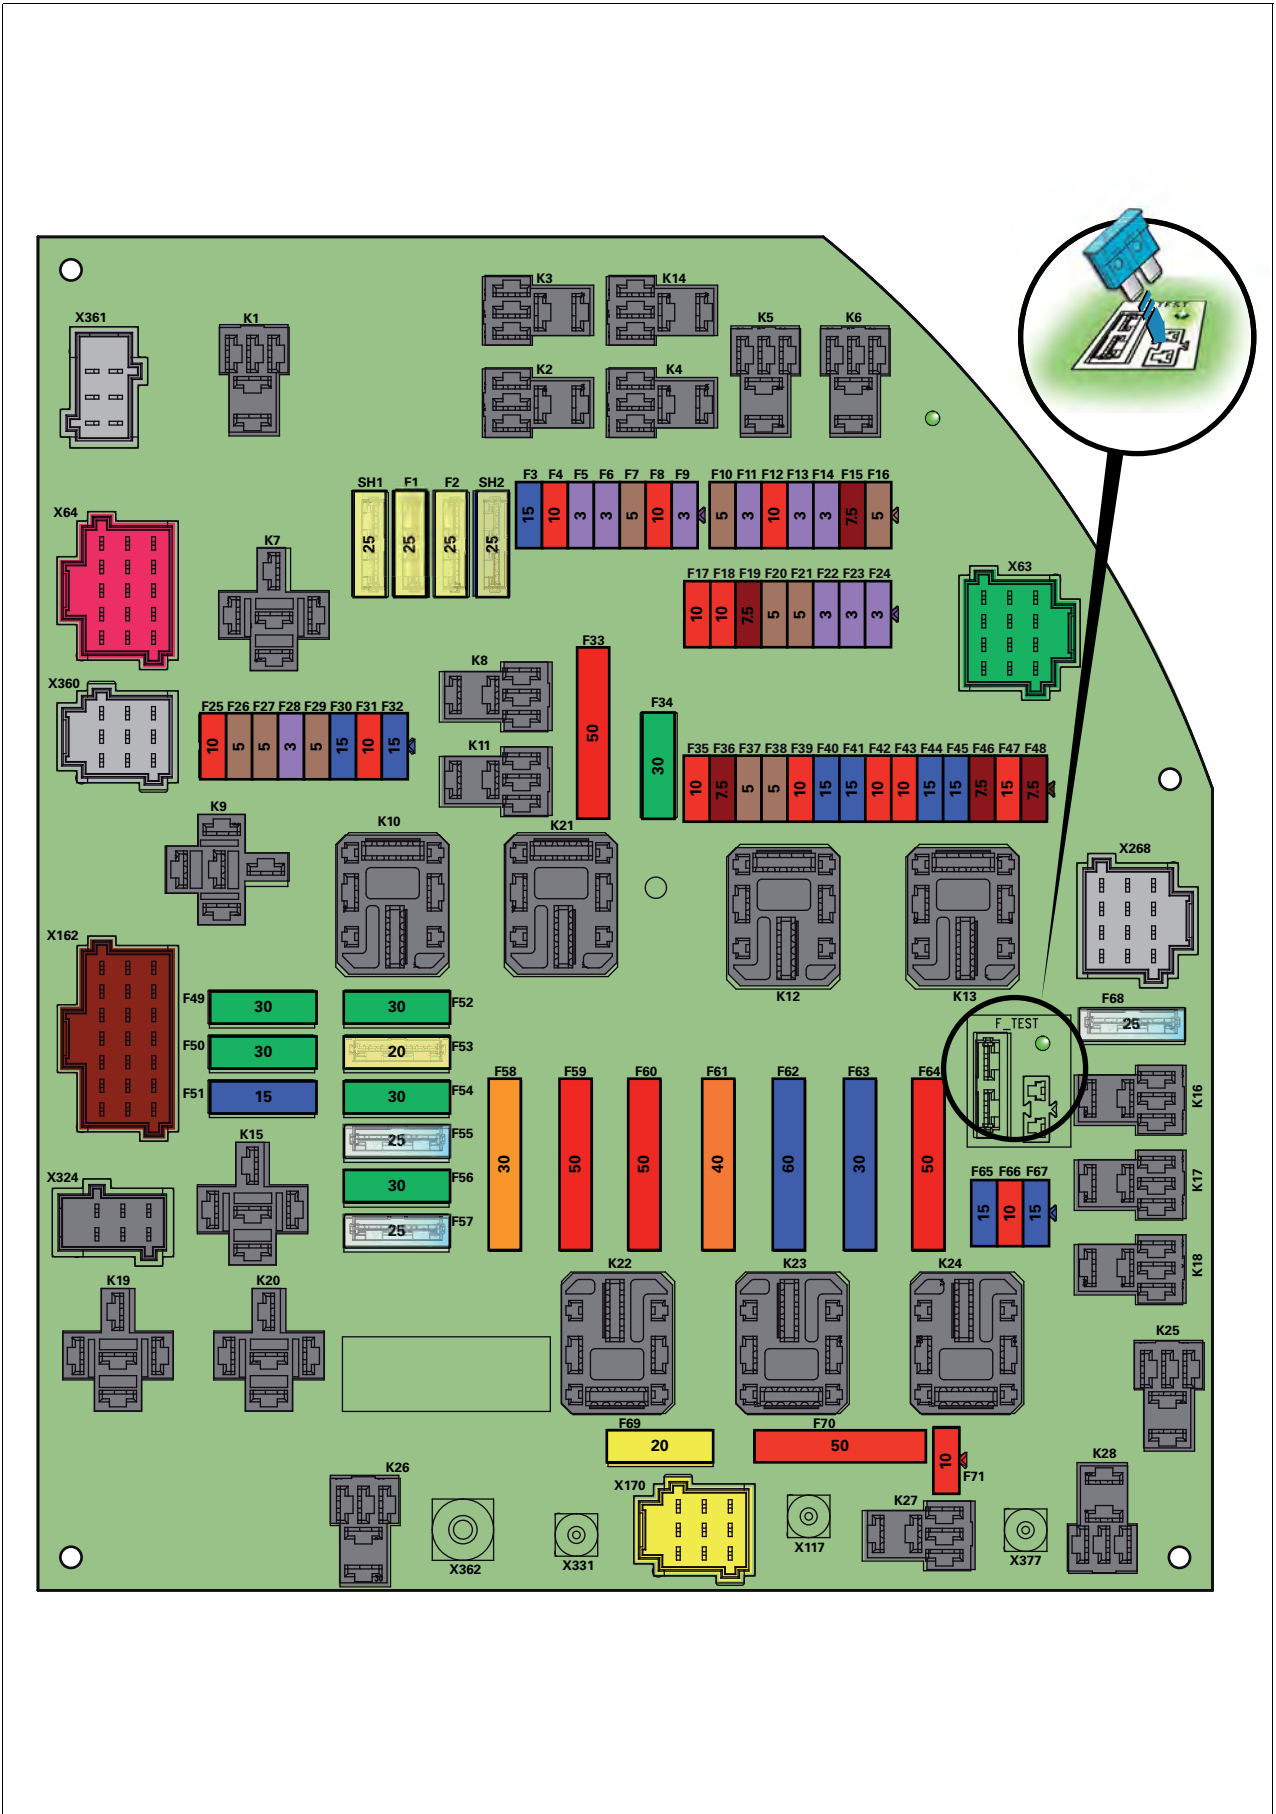 TEST
K3 K14
X361 K1 K5 K6
K2 K4
SH1 F1 F2 SH2 F3 F4 F5 F6 F7 F8 F9 F10 F11 F12 F13 F14 F15 F16
25 25 25 25 15 10 3 3 5 10 3 5 3 10 3 3 7.5 5
X64
K7
X63
F17 F18 F19 F20 F21 F22 F23 F24
10 10 7.5 5 5 3 3 3
F33
50
K8
X360
F34
30
F25 F26 F27 F28 F29 F30 F31 F32
10 5 5 3 5 15 10 15
K11
F35 F36 F37 F38 F39 F40 F41 F42 F43 F44 F45 F46 F47 F48
10 7.5 5 5 10 15 15 10 10 15 15 7.5 15 7.5
K9 K10 K21
X268
X162
K12 K13
F49 30 30 F52
F50 30 20 F53
F51 15 30 F54
25 F55
30 F56
25 F57
F_TEST
F68
25
F58 F59 F60 F61 F62 F63 F64
30 50 50 40 60 30 50
K16
K15
X324
F65 F66 F67
15 10 15
K17
K18
K19 K20 K22 K23 K24
K25
F69 F70
20 50 10
F71
K26 X170 K27 K28
30
X362 X331 X117 X377